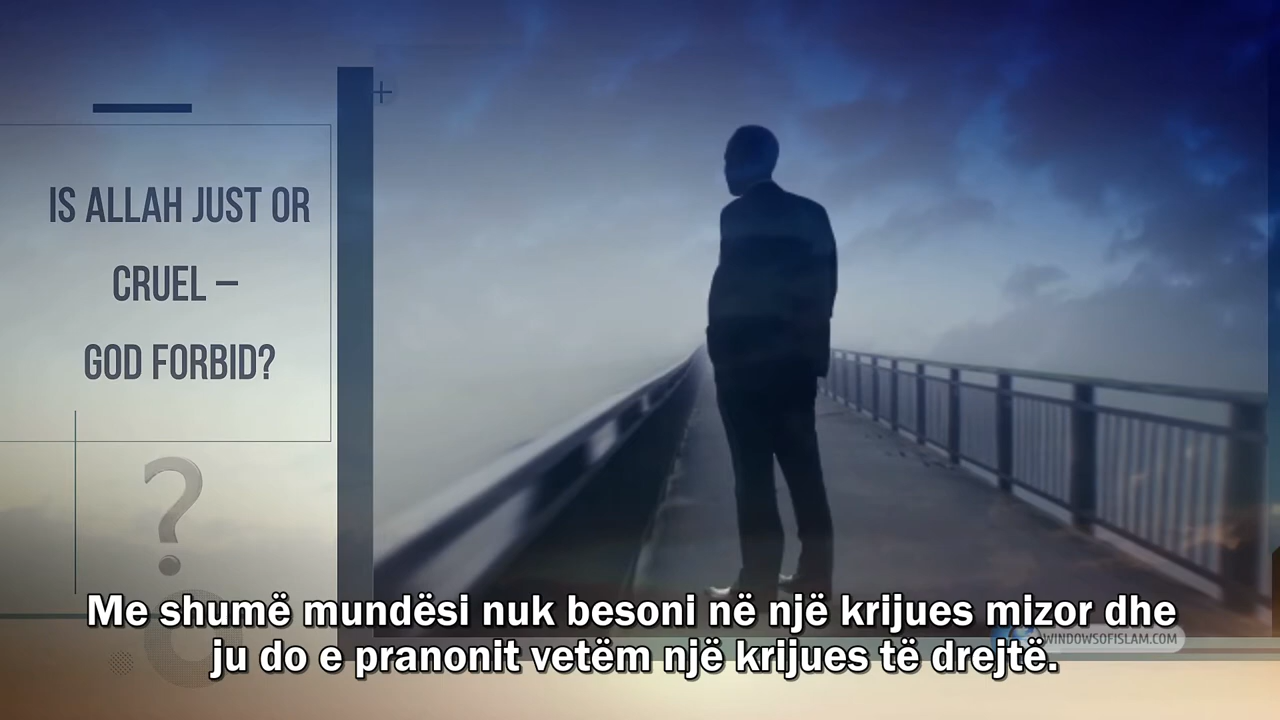 IS ALLAH JUST OR
CRUEL –
GOD FORBID?
?
Me shumë mundësi nuk besoni në një krijues mizor dhe
ju do e pranonit vetëm një krijues të drejtë.
WINDOWSOFISLAM.COM